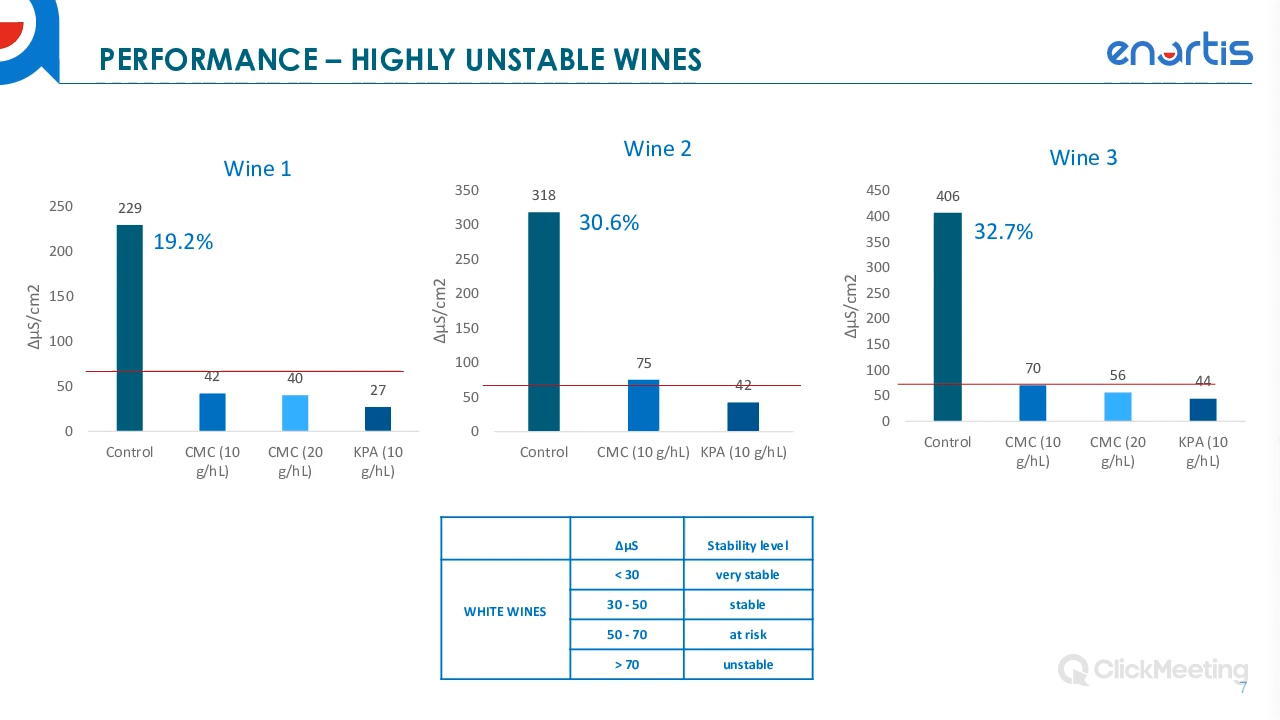 PERFORMANCE – HIGHLY UNSTABLE WINES
enartis
Wine 1
ΔµS/cm2
250
200
150
100
50
0
229
19.2%
42
40
27
Control
CMC (10 g/hL)
CMC (20 g/hL)
KPA (10 g/hL)
Wine 2
ΔµS/cm2
350
300
250
200
150
100
50
0
318
30.6%
75
42
Control
CMC (10 g/hL)
KPA (10 g/hL)
Wine 3
ΔµS/cm2
450
400
350
300
250
200
150
100
50
0
406
32.7%
70
56
44
Control
CMC (10 g/hL)
CMC (20 g/hL)
KPA (10 g/hL)
ΔµS Stability level
WHITE WINES
< 30 very stable
30 - 50 stable
50 - 70 at risk
> 70 unstable
ClickMeeting
7